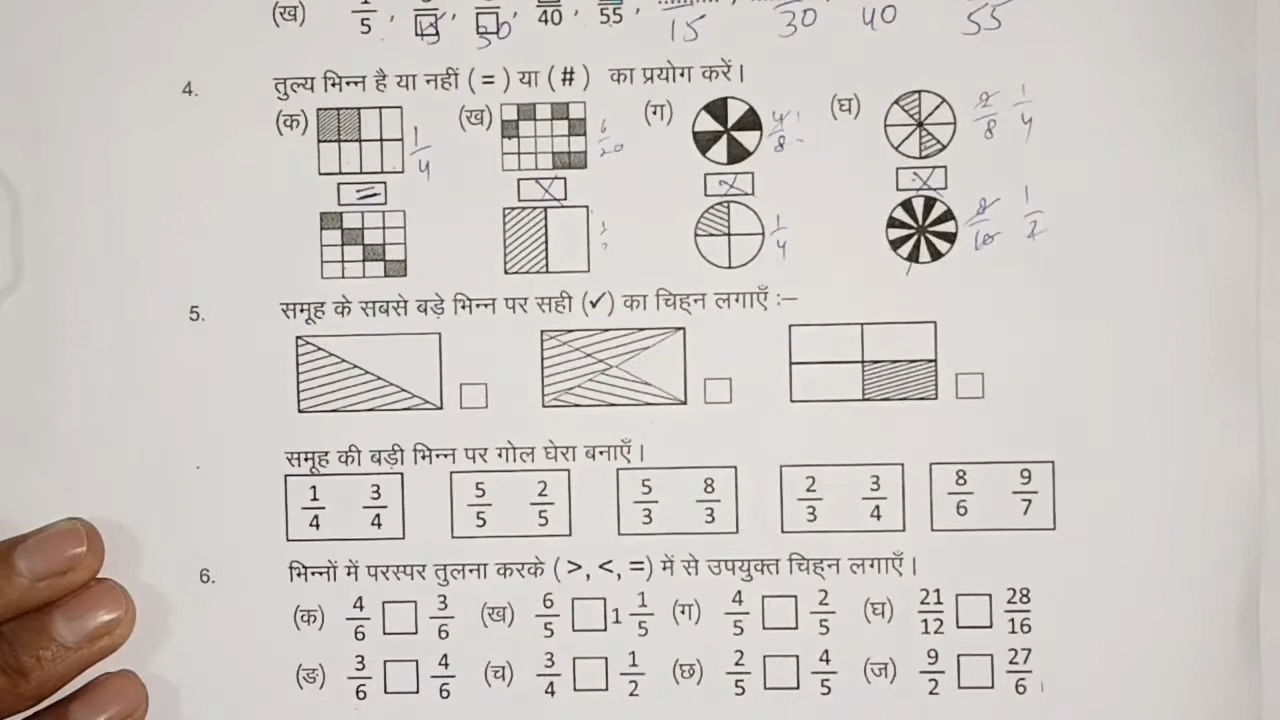 (ख) 1/5, 15, 30, 40, 55, 15 30 40 55
4. तुल्य भिन्न है या नहीं ( = ) या ( # ) का प्रयोग करें।
(क) 1/4 (ख) 6/20 (ग) 4/8 (घ) 2/8 1/4
= X X X
1/4 8/16 1/2
5. समूह के सबसे बड़े भिन्न पर सही (✓) का चिह्न लगाएँ :–
समूह की बड़ी भिन्न पर गोल घेरा बनाएँ।
1/4 3/4 5/5 2/5 5/3 8/3 2/3 3/4 8/6 9/7
6. भिन्नों में परस्पर तुलना करके ( >, <, =) में से उपयुक्त चिह्न लगाएँ।
(क) 4/6 □ 3/6 (ख) 6/5 □ 1 1/5 (ग) 4/5 □ 2/5 (घ) 21/12 □ 28/16
(ङ) 3/6 □ 4/6 (च) 3/4 □ 1/2 (छ) 2/5 □ 4/5 (ज) 9/2 □ 27/6